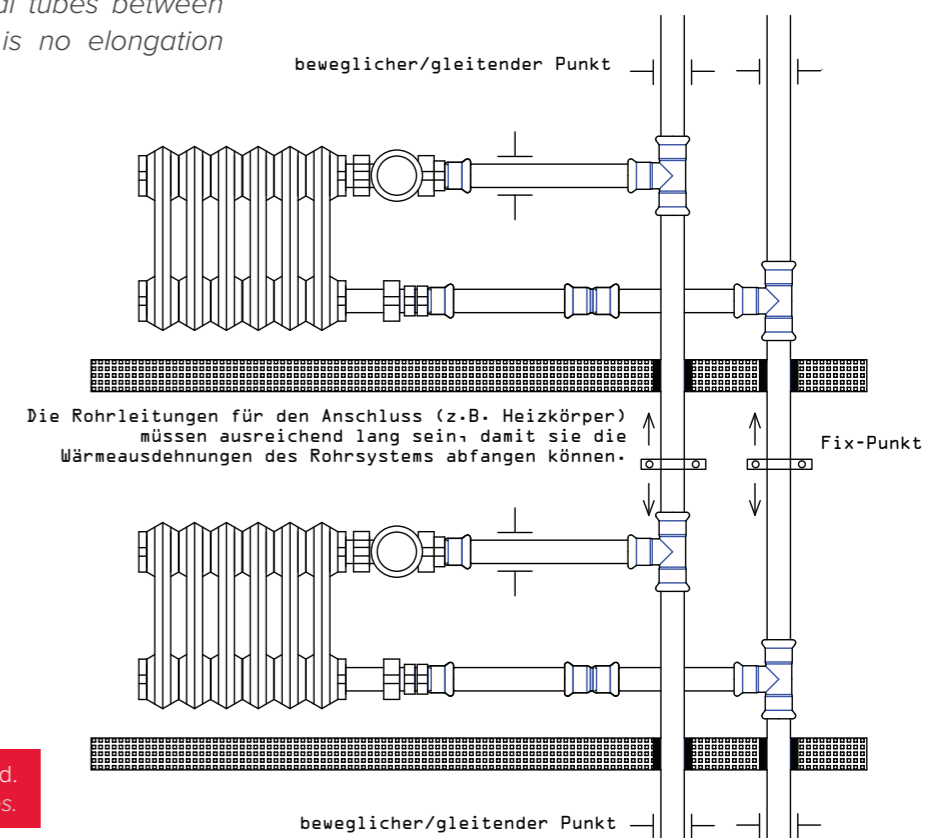 al tubes between
is no elongation
beweglicher/gleitender Punkt
Die Rohrleitungen für den Anschluss (z.B. Heizkörper)
müssen ausreichend lang sein, damit sie die
Wärmeausdehnungen des Rohrsystems abfangen können.
Fix-Punkt
d.
s.
beweglicher/gleitender Punkt